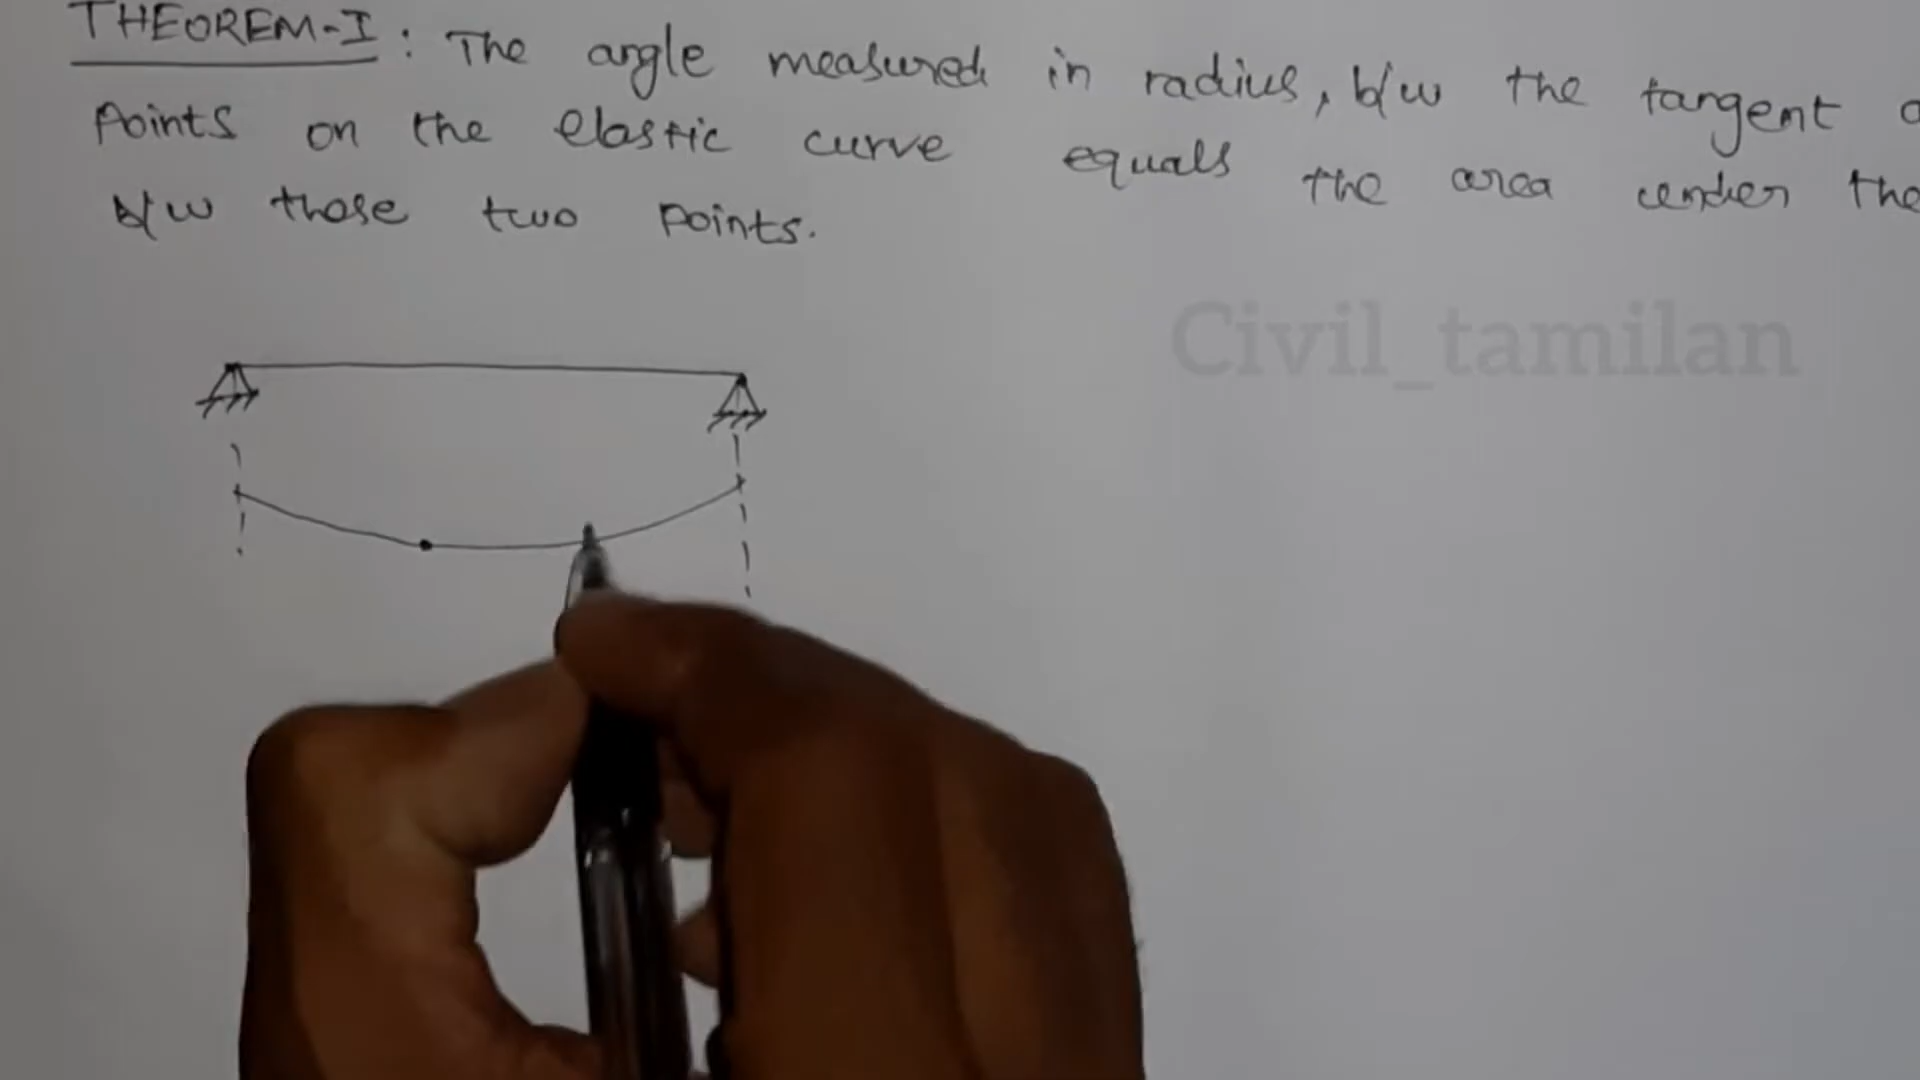 THEOREM-I : The angle measured in radius, b/w the tangent
points on the elastic curve equals the area under the
b/w those two points.
Civil_tamilan